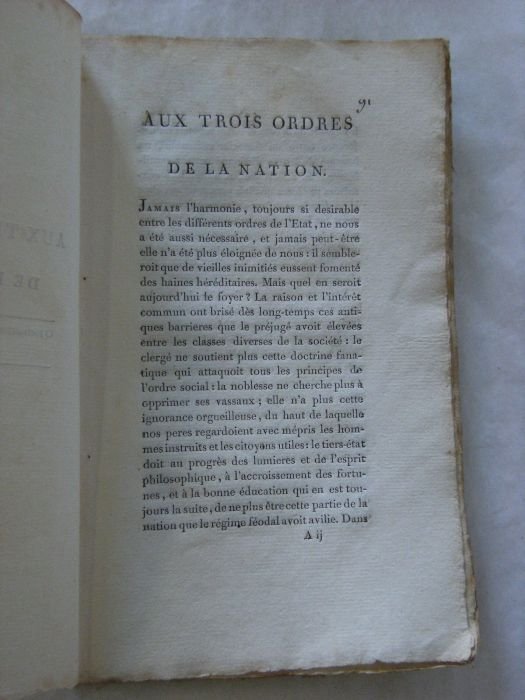 91
AUX TROIS ORDRES
DE LA NATION.
JAMAIS l'harmonie, toujours si desirable
entre les différents ordres de l'Etat, ne nous
a été aussi nécessaire, et jamais peut-être
elle n'a été plus éloignée de nous : il semble-
roit que de vieilles inimitiés eussent fomenté
des haines héréditaires. Mais quel en seroit
aujourd'hui le foyer? La raison et l'intérêt
commun ont brisé dès long-temps ces anti-
ques barrieres que le préjugé avoit élevées
entre les classes diverses de la société : le
clergé ne soutient plus cette doctrine fana-
tique qui attaquoit tous les principes de
l'ordre social : la noblesse ne cherche plus à
opprimer ses vassaux ; elle n'a plus cette
ignorance orgueilleuse, du haut de laquelle
nos peres regardoient avec mépris les hom-
mes instruits et les citoyens utiles : le tiers-état
doit au progrès des lumieres et de l'esprit
philosophique, à l'accroissement des fortu-
nes, et à la bonne éducation qui en est tou-
jours la suite, de ne plus être cette partie de la
nation que le régime féodal avoit avilie. Dans
A ij